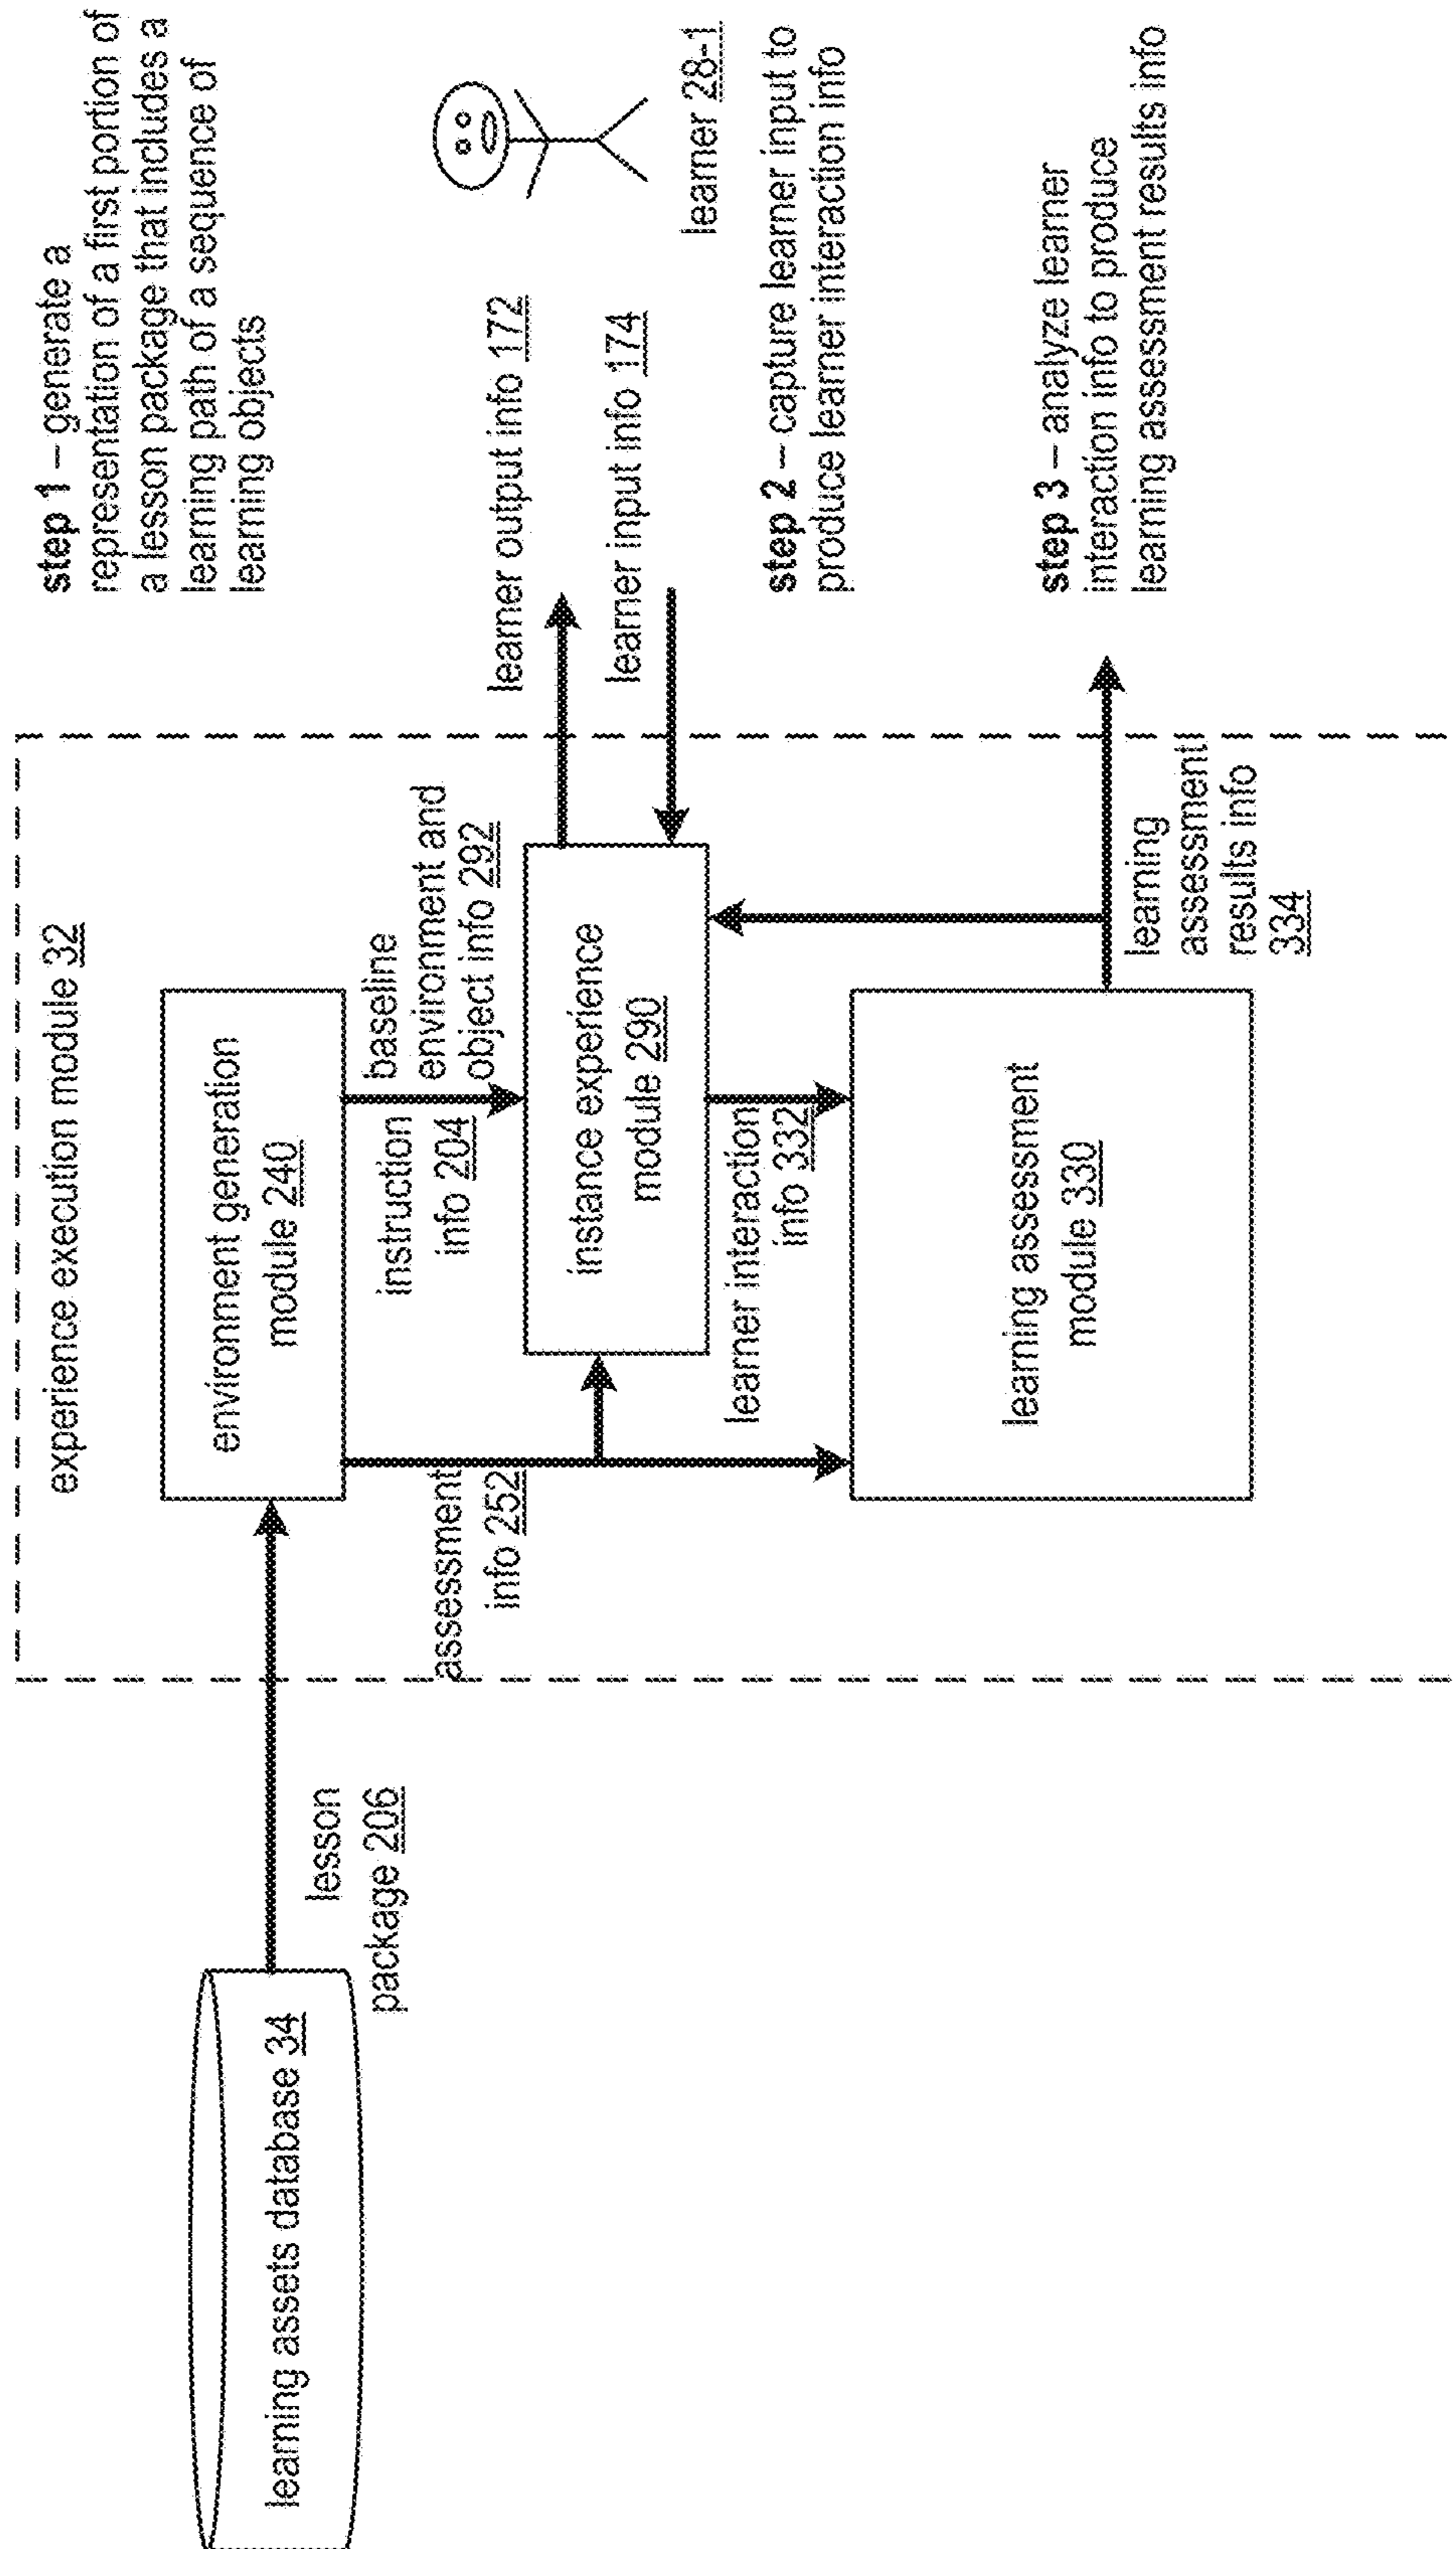 learning assets database 34
lesson
package 206
experience execution module 32
environment generation
module 240
assessment
info 252
instruction
info 204
baseline
environment and
object info 292
instance experience
module 290
learner interaction
info 332
learning assessment
module 330
learning
assessment
results info
334
step 1 – generate a
representation of a first portion of
a lesson package that includes a
learning path of a sequence of
learning objects
learner output info 172
learner input info 174
learner 28-1
step 2 – capture learner input to
produce learner interaction info
step 3 – analyze learner
interaction info to produce
learning assessment results info